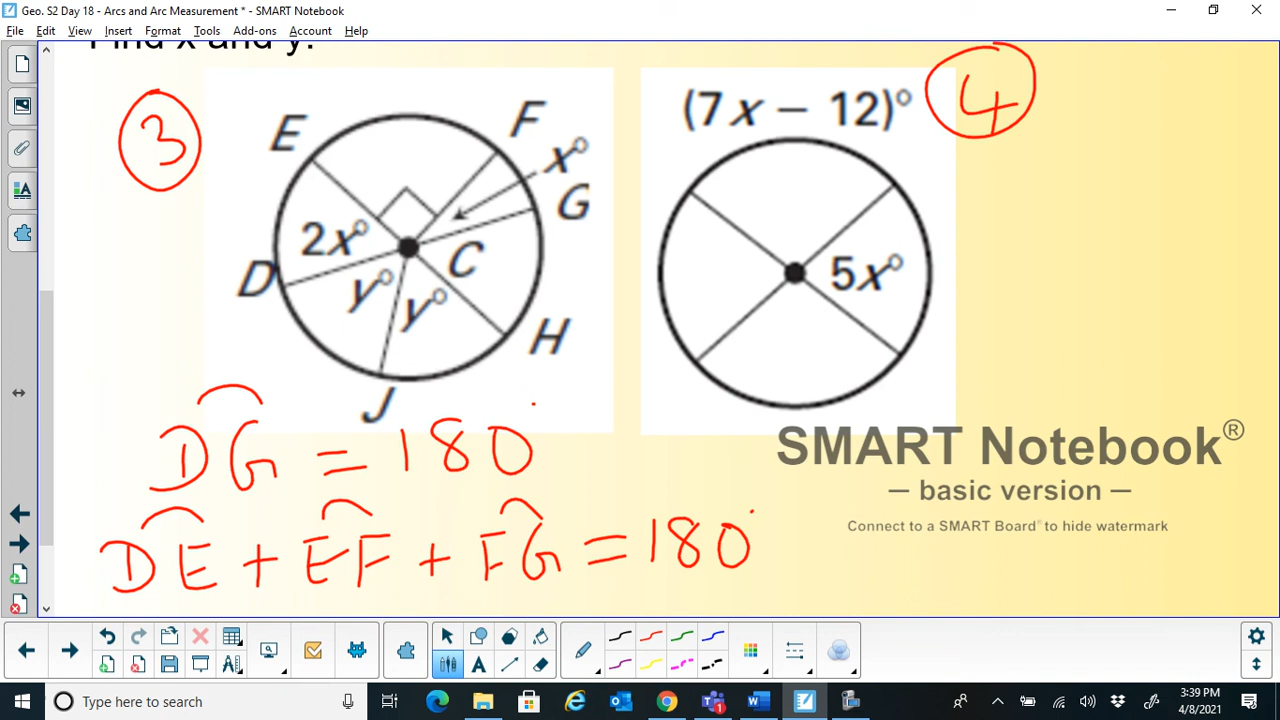 Geo. S2 Day 18 - Arcs and Arc Measurement * - SMART Notebook
File Edit View Insert Format Tools Add-ons Account Help
Find x and y.
3
E
F
x°
G
2x°
C
D
y°
y°
H
J
4
(7x − 12)°
5x°
DG = 180°
DE + EF + FG = 180°
SMART Notebook®
— basic version —
Connect to a SMART Board® to hide watermark
Type here to search
3:39 PM
4/8/2021